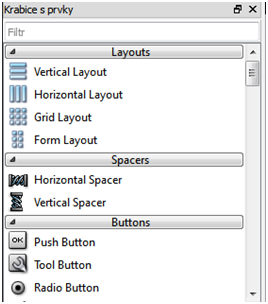 Krabice s prvky
Filtr
Layouts
Vertical Layout
Horizontal Layout
Grid Layout
Form Layout
Spacers
Horizontal Spacer
Vertical Spacer
Buttons
OK Push Button
Tool Button
Radio Button